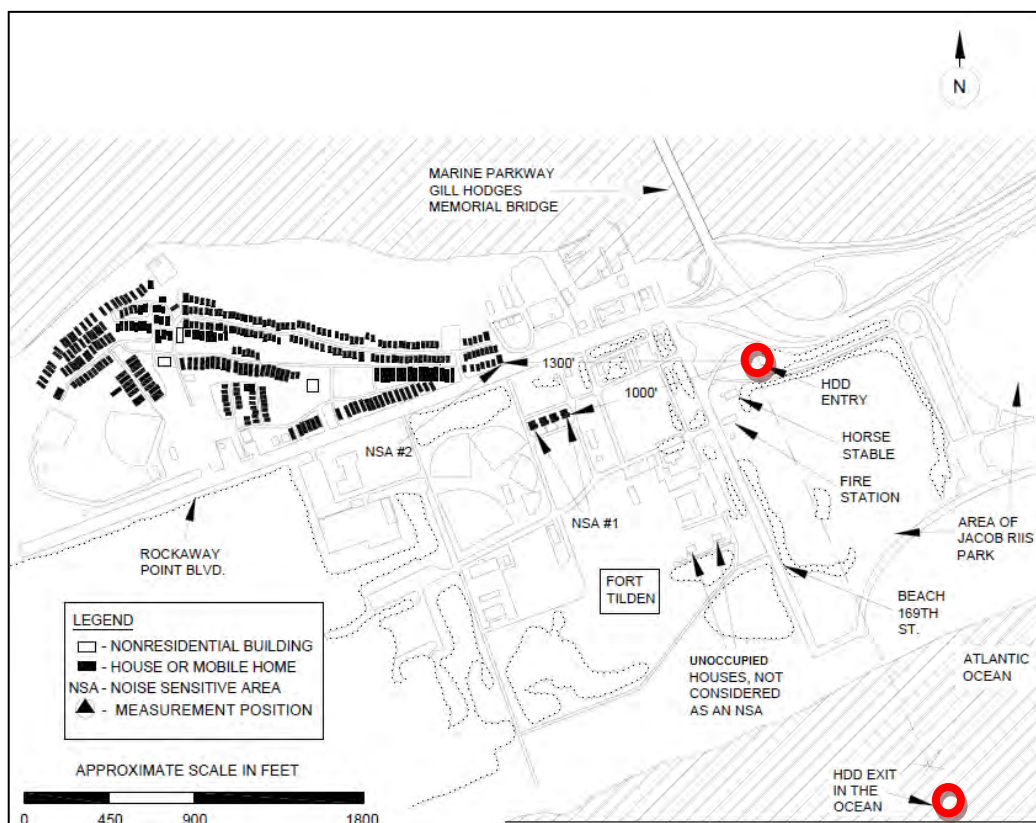 N
MARINE PARKWAY
GILL HODGES
MEMORIAL BRIDGE
1300'
1000'
HDD
ENTRY
HORSE
STABLE
FIRE
STATION
NSA #2
NSA #1
AREA OF
JACOB RIIS
PARK
ROCKAWAY
POINT BLVD.
FORT
TILDEN
BEACH
169TH
ST.
LEGEND
- NONRESIDENTIAL BUILDING
- HOUSE OR MOBILE HOME
NSA - NOISE SENSITIVE AREA
- MEASUREMENT POSITION
UNOCCUPIED
HOUSES, NOT
CONSIDERED
AS AN NSA
ATLANTIC
OCEAN
APPROXIMATE SCALE IN FEET
0 450 900 1800
HDD EXIT
IN THE
OCEAN